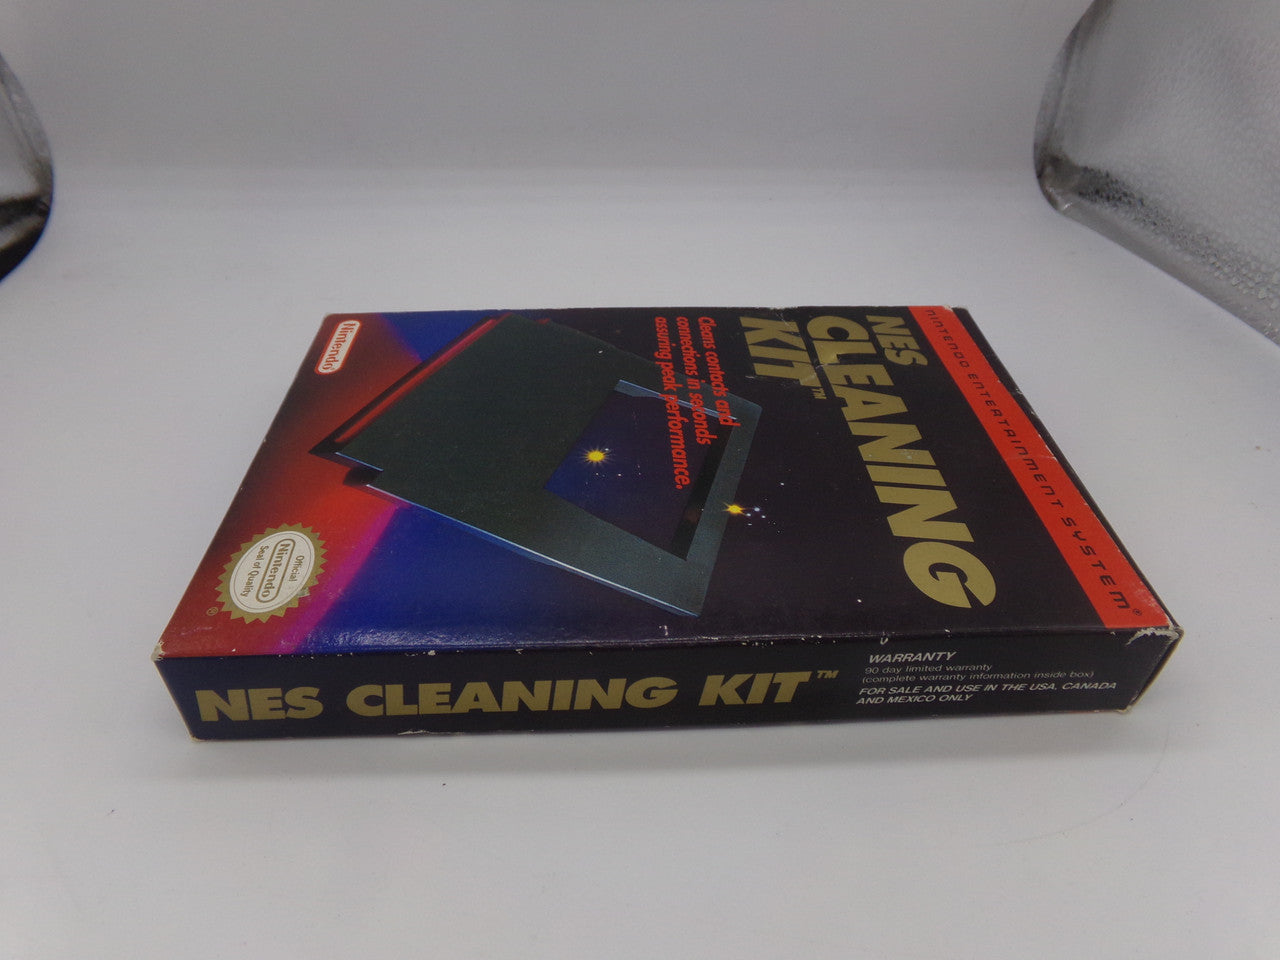 NINTENDO ENTERTAINMENT SYSTEM®
NES
CLEANING
KIT™
Cleans contacts and
connections in seconds
assuring peak performance.
Nintendo
Official
Nintendo
Seal of Quality
®
NES CLEANING KIT™
WARRANTY
90 day limited warranty
(complete warranty information inside box)
FOR SALE AND USE IN THE USA, CANADA
AND MEXICO ONLY